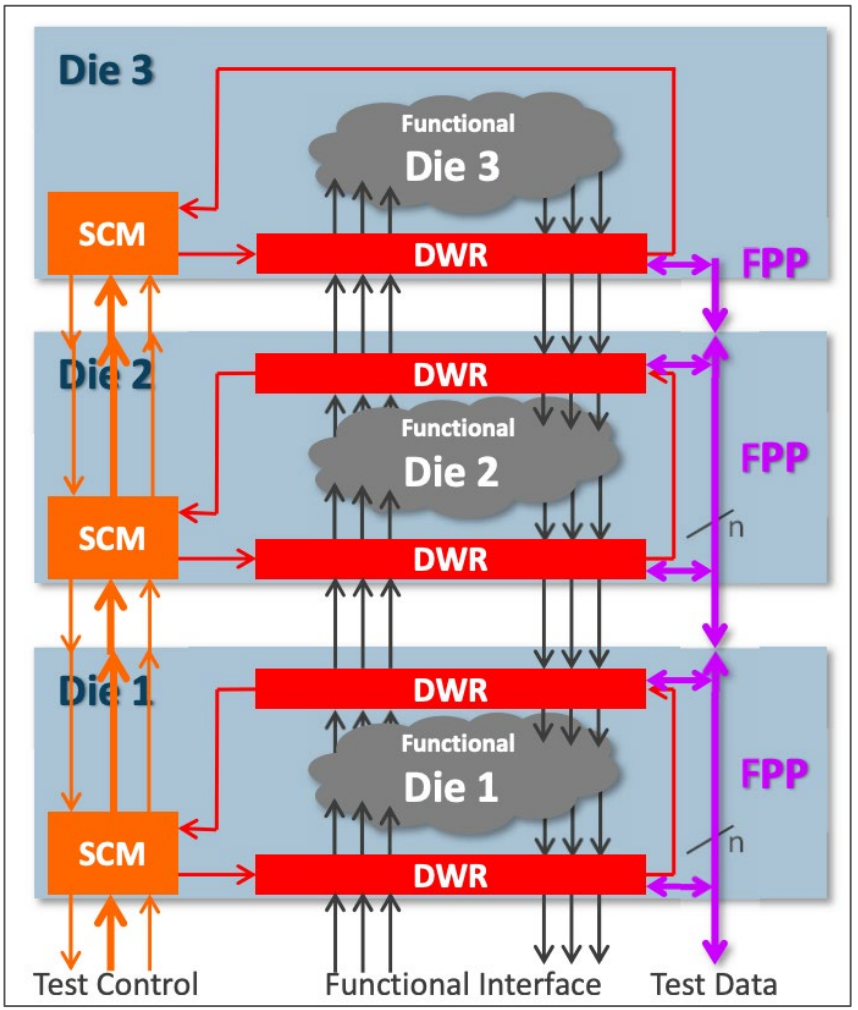 Die 3
Functional
Die 3
SCM
DWR
FPP
Die 2
DWR
Functional
Die 2
FPP
n
SCM
DWR
Die 1
DWR
Functional
Die 1
FPP
n
SCM
DWR
Test Control
Functional Interface
Test Data